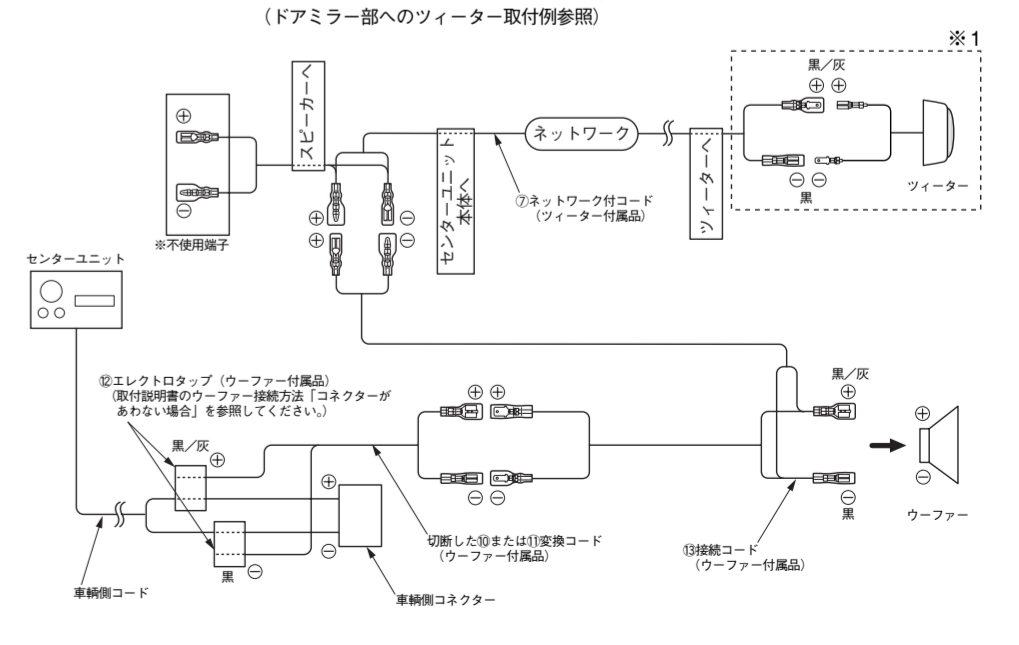 （ドアミラー部へのツィーター取付例参照）
※1
黒／灰
⊕ ⊕
スピーカーへ
⊕
⊖
※不使用端子
センターユニット
本体へ
ネットワーク
⑦ネットワーク付コード
（ツィーター付属品）
ツィーターへ
⊖ ⊖
黒
ツィーター
⊕ ⊖
⊕ ⊖
センターユニット
⑫エレクトロタップ（ウーファー付属品）
（取付説明書のウーファー接続方法「コネクターが
あわない場合」を参照してください。）
黒／灰
⊕
⊕ ⊕
⊖ ⊖
黒／灰
⊕
⊕
⊖
⊖
黒
ウーファー
⊕
⊖
黒
⊖
切断した⑩または⑪変換コード
（ウーファー付属品）
⑬接続コード
（ウーファー付属品）
車輌側コード
車輌側コネクター